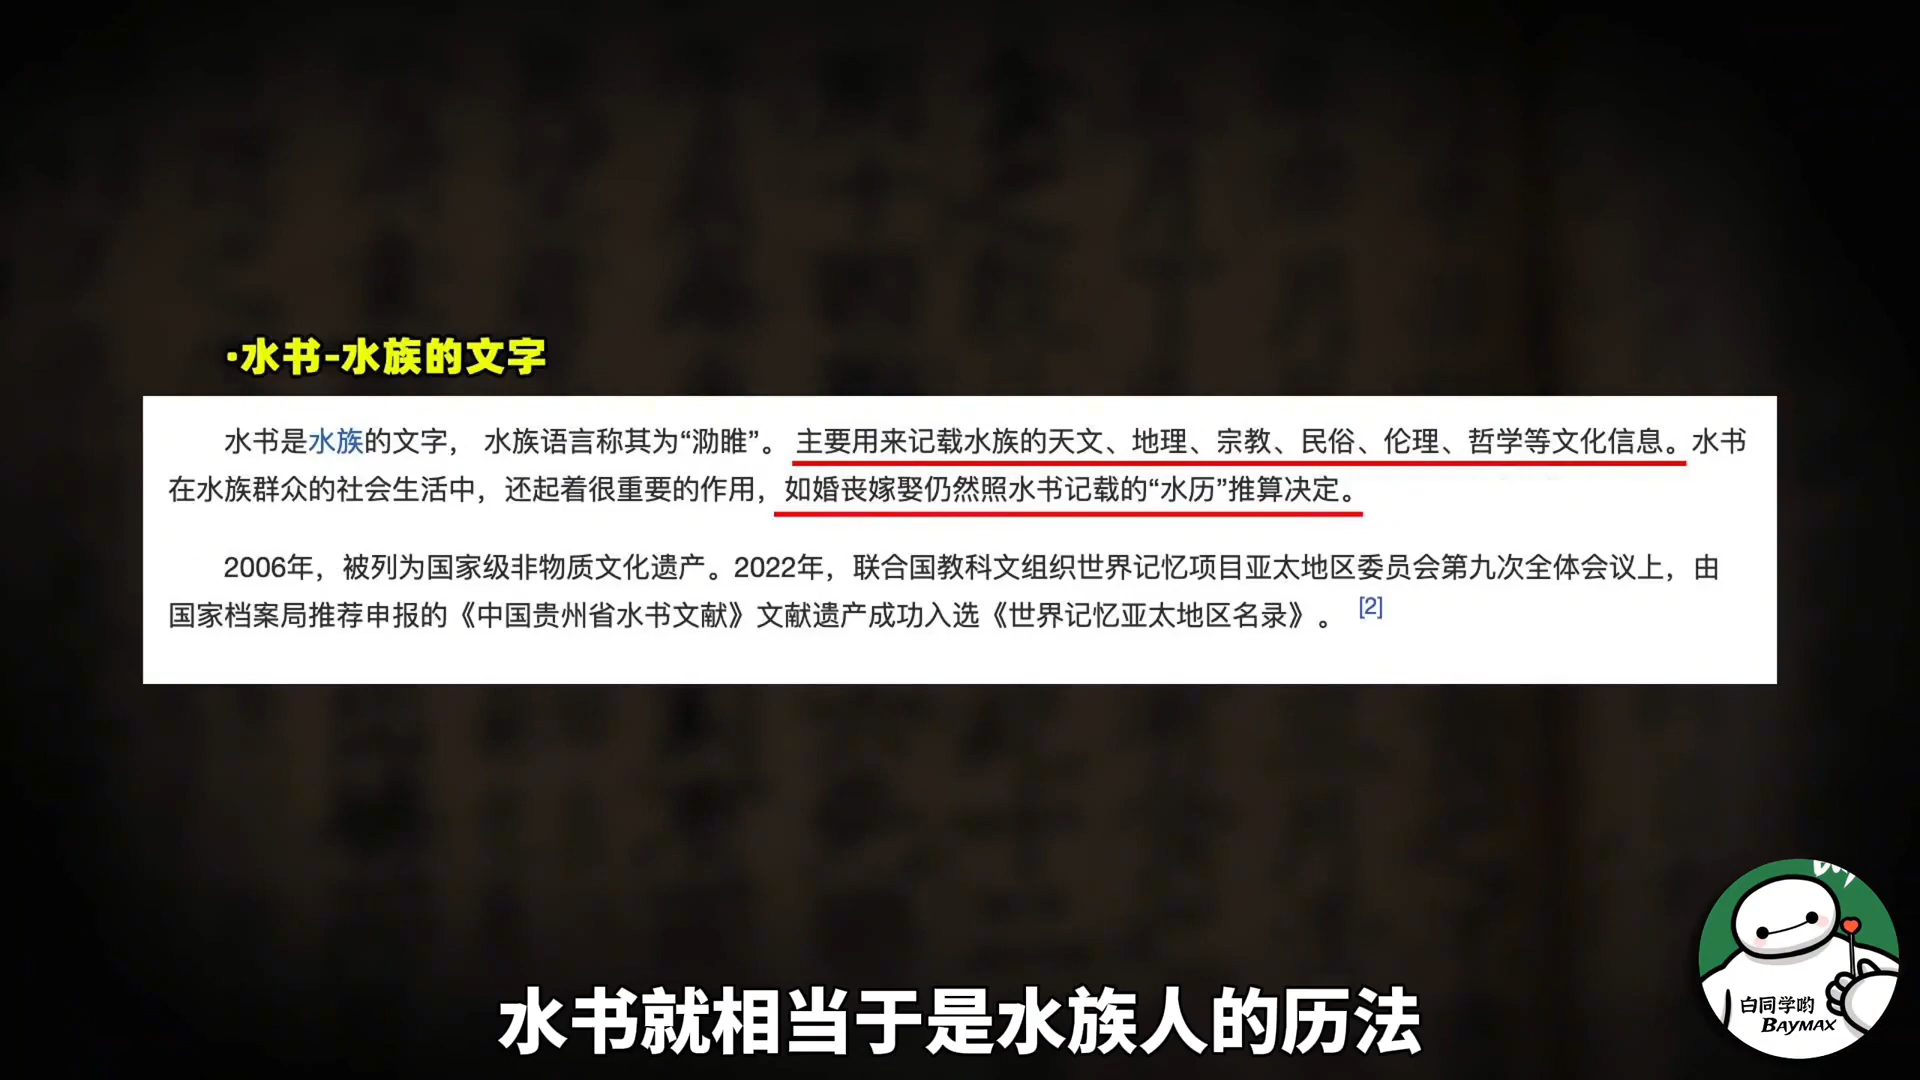 ·水书-水族的文字
水书是水族的文字，水族语言称其为“泐睢”。主要用来记载水族的天文、地理、宗教、民俗、伦理、哲学等文化信息。水书
在水族群众的社会生活中，还起着很重要的作用，如婚丧嫁娶仍然照水书记载的“水历”推算决定。
2006年，被列为国家级非物质文化遗产。2022年，联合国教科文组织世界记忆项目亚太地区委员会第九次全体会议上，由
国家档案局推荐申报的《中国贵州省水书文献》文献遗产成功入选《世界记忆亚太地区名录》。 [2]
水书就相当于是水族人的历法
白同学哟
BAYMAX